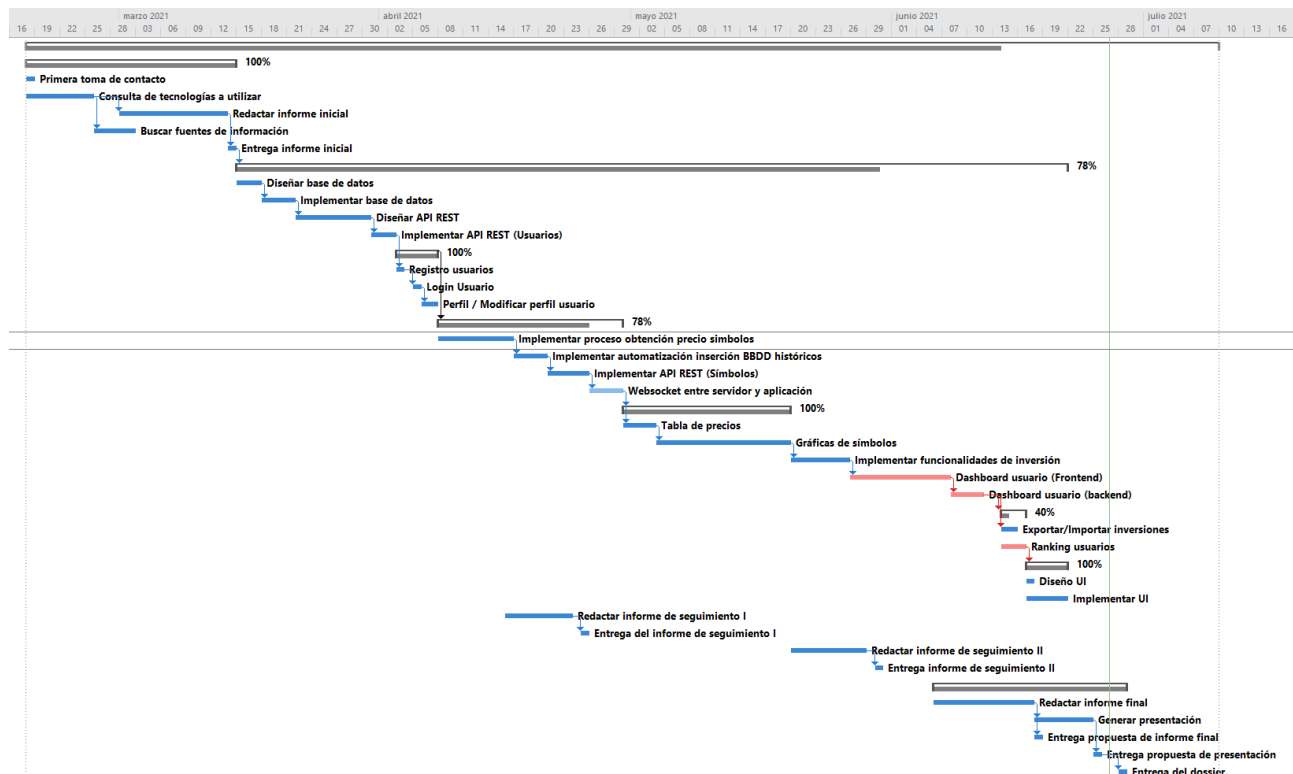 marzo 2021 abril 2021 mayo 2021 junio 2021 julio 2021
16 19 22 25 28 03 06 09 12 15 18 21 24 27 30 02 05 08 11 14 17 20 23 26 29 02 05 08 11 14 17 20 23 26 29 01 04 07 10 13 16 19 22 25 28 01 04 07 10 13 16
100%
Primera toma de contacto
Consulta de tecnologías a utilizar
Redactar informe inicial
Buscar fuentes de información
Entrega informe inicial
78%
Diseñar base de datos
Implementar base de datos
Diseñar API REST
Implementar API REST (Usuarios)
100%
Registro usuarios
Login Usuario
Perfil / Modificar perfil usuario
78%
Implementar proceso obtención precio simbolos
Implementar automatización inserción BBDD históricos
Implementar API REST (Símbolos)
Websocket entre servidor y aplicación
100%
Tabla de precios
Gráficas de símbolos
Implementar funcionalidades de inversión
Dashboard usuario (Frontend)
Dashboard usuario (backend)
40%
Exportar/Importar inversiones
Ranking usuarios
100%
Diseño UI
Implementar UI
Redactar informe de seguimiento I
Entrega del informe de seguimiento I
Redactar informe de seguimiento II
Entrega informe de seguimiento II
Redactar informe final
Generar presentación
Entrega propuesta de informe final
Entrega propuesta de presentación
Entrega del dossier